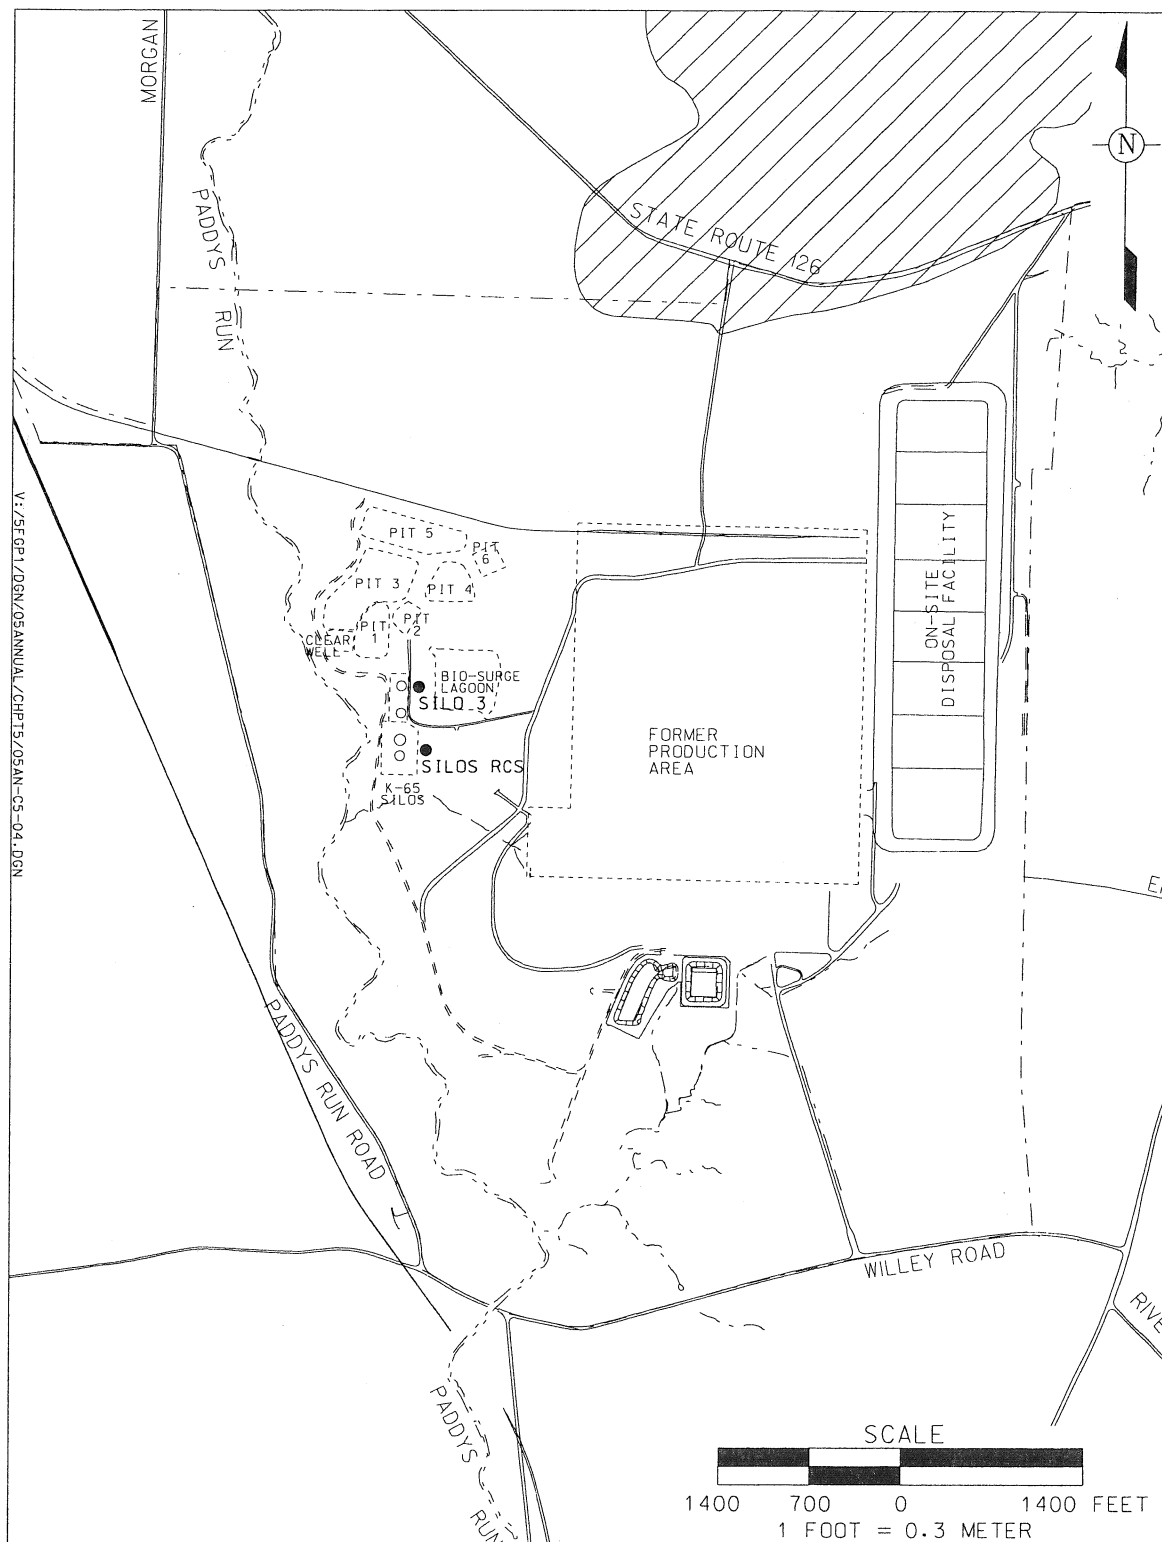 MORGAN
N
PADDYS
RUN
STATE ROUTE 126
V:/5FGP1/DGN/05ANNUAL/CHPT5/05AN-C5-04.DGN
PIT 5
PIT
6
PIT 3
PIT 4
PIT
1
PIT
2
CLEAR
WELL
BIO-SURGE
LAGOON
SILO 3
SILOS RCS
K-65
SILOS
FORMER
PRODUCTION
AREA
ON-SITE
DISPOSAL FACILITY
PADDYS RUN ROAD
WILLEY ROAD
PADDYS
RUN
SCALE
1400 700 0 1400 FEET
1 FOOT = 0.3 METER